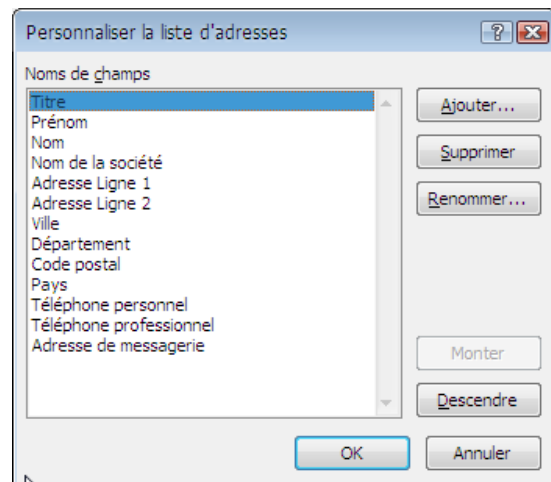 Personnaliser la liste d'adresses
Noms de champs
Titre
Prénom
Nom
Nom de la société
Adresse Ligne 1
Adresse Ligne 2
Ville
Département
Code postal
Pays
Téléphone personnel
Téléphone professionnel
Adresse de messagerie
Ajouter...
Supprimer
Renommer...
Monter
Descendre
OK
Annuler